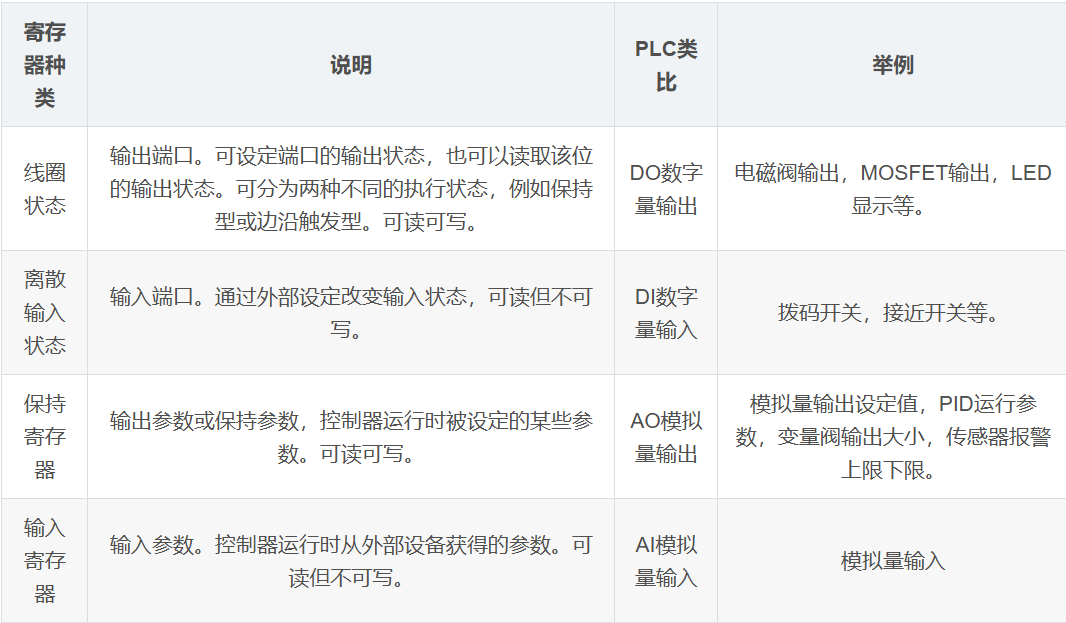 寄存
器种
类
说明
PLC类
比
举例
线圈
状态
输出端口。可设定端口的输出状态，也可以读取该位
的输出状态。可分为两种不同的执行状态，例如保持
型或边沿触发型。可读可写。
DO数字
量输出
电磁阀输出，MOSFET输出，LED
显示等。
离散
输入
状态
输入端口。通过外部设定改变输入状态，可读但不可
写。
DI数字
量输入
拨码开关，接近开关等。
保持
寄存
器
输出参数或保持参数，控制器运行时被设定的某些参
数。可读可写。
AO模拟
量输出
模拟量输出设定值，PID运行参
数，变量阀输出大小，传感器报警
上限下限。
输入
寄存
器
输入参数。控制器运行时从外部设备获得的参数。可
读但不可写。
AI模拟
量输入
模拟量输入